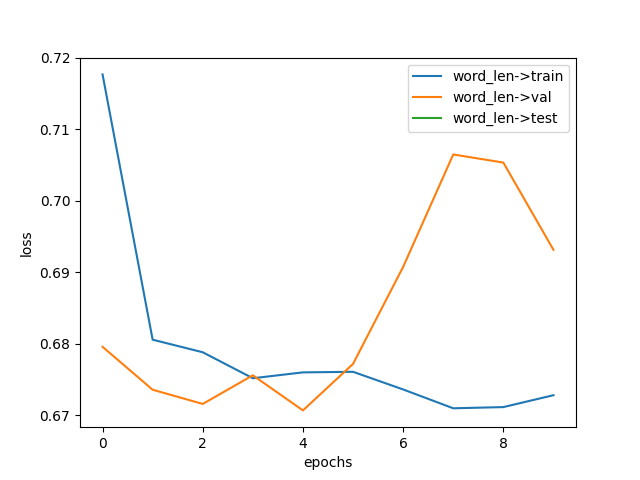 0.72
0.71
0.70
0.69
0.68
0.67
loss
0 2 4 6 8
epochs
word_len->train
word_len->val
word_len->test